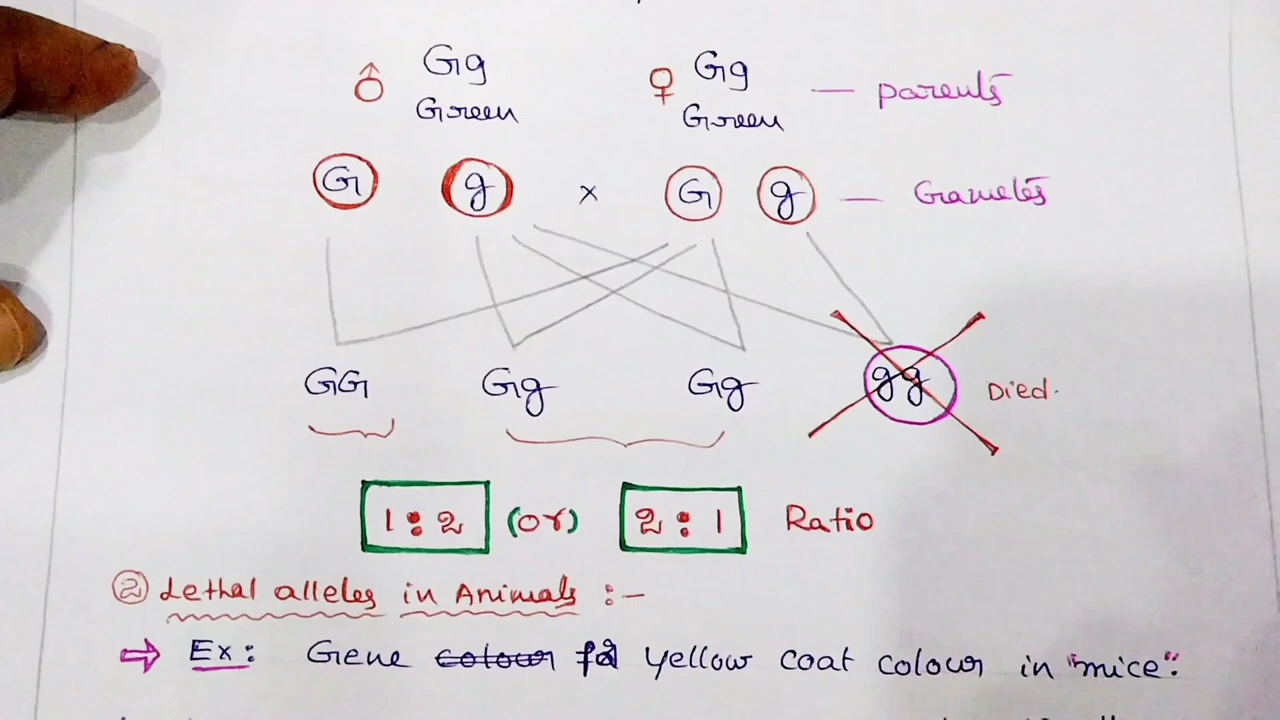 ♂ Gg ♀ Gg — parents
Green Green
G g × G g — Gametes
GG Gg Gg gg Died.
1 : 2 (or) 2 : 1 Ratio
② Lethal alleles in Animals :-
⇒ Ex: Gene colour for yellow coat colour in "mice".